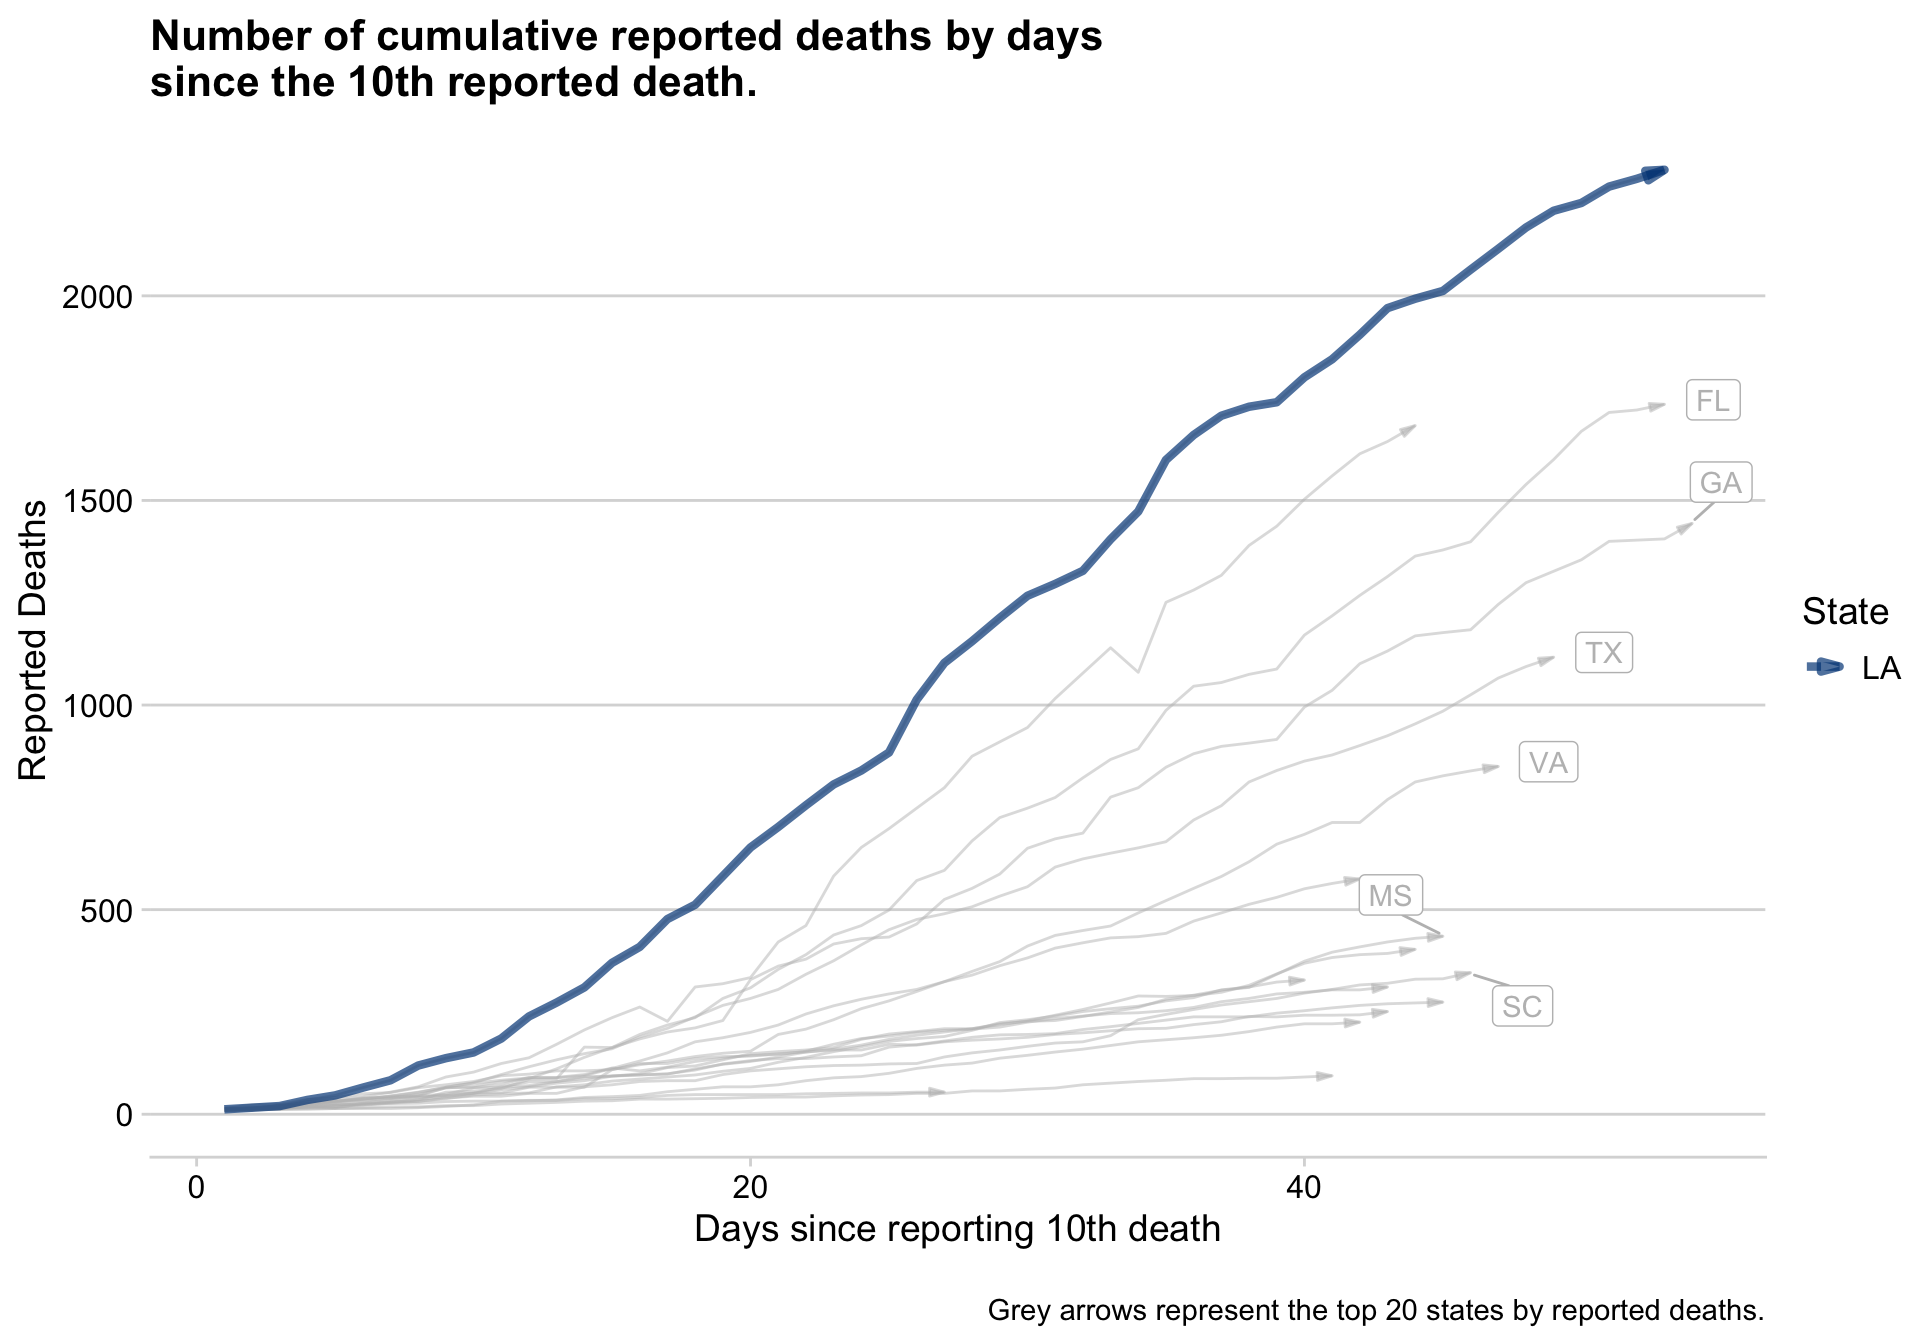 Number of cumulative reported deaths by days
since the 10th reported death.
Reported Deaths
2000
1500
1000
500
0
FL
GA
TX
VA
MS
SC
State
LA
0
20
40
Days since reporting 10th death
Grey arrows represent the top 20 states by reported deaths.